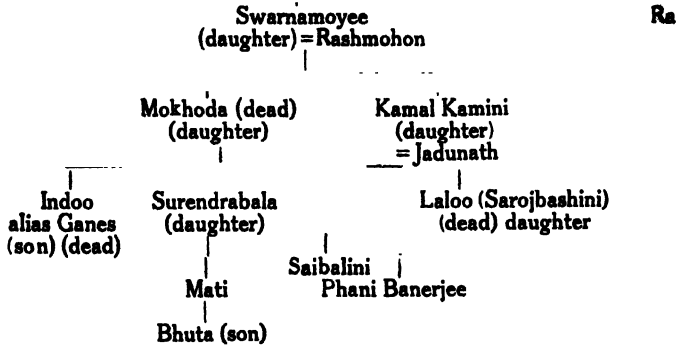 Swarnamoyee
Ra
(daughter)=Rashmohon
Mokhoda (dead)
(daughter)
Kamal Kamini
(daughter)
=Jadunath
Indoo
alias Ganes
(son) (dead)
Surendrabala
(daughter)
Laloo (Sarojbashini)
(dead) daughter
Saibalini
Phani Banerjee
Mati
Bhuta (son)